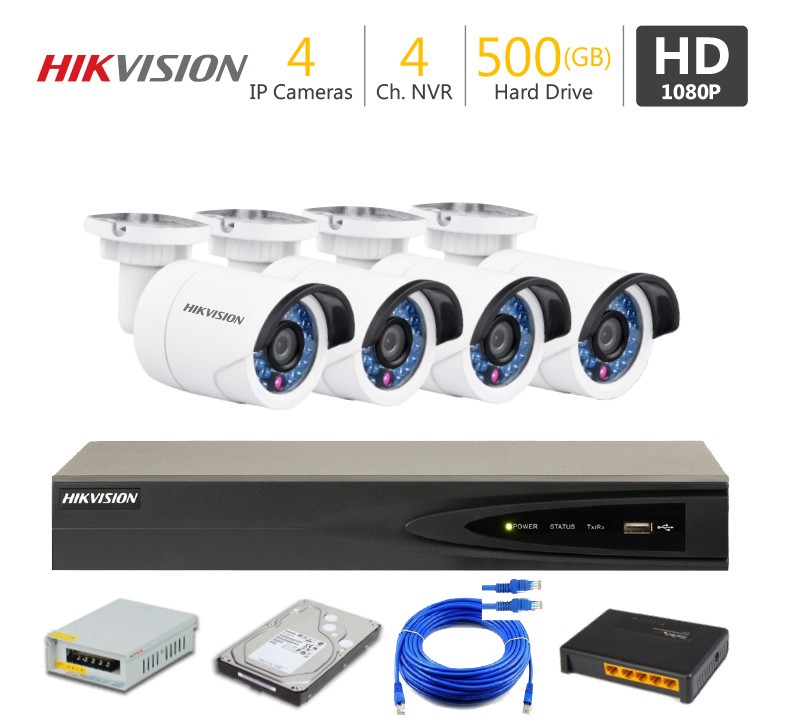 HIKVISION
4
IP Cameras
4
Ch. NVR
500(GB)
Hard Drive
HD
1080P
HIKVISION
HIKVISION
POWER STATUS Tx/Rx